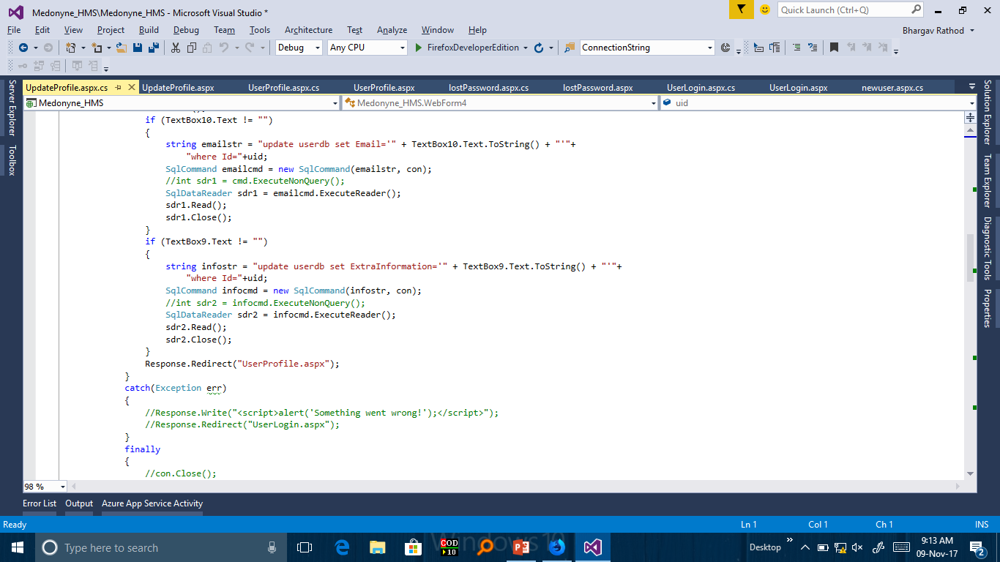 Medonyne_HMS\Medonyne_HMS - Microsoft Visual Studio *
Quick Launch (Ctrl+Q)
File Edit View Project Build Debug Team Tools Architecture Test Analyze Window Help
Bhargav Rathod
Debug Any CPU FirefoxDeveloperEdition ConnectionString
UpdateProfile.aspx.cs UpdateProfile.aspx UserProfile.aspx.cs UserProfile.aspx lostPassword.aspx.cs lostPassword.aspx UserLogin.aspx.cs UserLogin.aspx newuser.aspx.cs
Medonyne_HMS Medonyne_HMS.WebForm4 uid
Server Explorer
Toolbox
if (TextBox10.Text != "")
{
string emailstr = "update userdb set Email='" + TextBox10.Text.ToString() + "'"+
"where Id="+uid;
SqlCommand emailcmd = new SqlCommand(emailstr, con);
//int sdr1 = cmd.ExecuteNonQuery();
SqlDataReader sdr1 = emailcmd.ExecuteReader();
sdr1.Read();
sdr1.Close();
}
if (TextBox9.Text != "")
{
string infostr = "update userdb set ExtraInformation='" + TextBox9.Text.ToString() + "'"+
"where Id="+uid;
SqlCommand infocmd = new SqlCommand(infostr, con);
//int sdr2 = infocmd.ExecuteNonQuery();
SqlDataReader sdr2 = infocmd.ExecuteReader();
sdr2.Read();
sdr2.Close();
}
Response.Redirect("UserProfile.aspx");
}
catch(Exception err)
{
//Response.Write("<script>alert('Something went wrong!');</script>");
//Response.Redirect("UserLogin.aspx");
}
finally
{
//con.Close();
Solution Explorer
Team Explorer
Diagnostic Tools
Properties
98 %
Error List Output Azure App Service Activity
Ready Ln 1 Col 1 Ch 1 INS
Type here to search
COD
10
Windows 10
Desktop
9:13 AM
09-Nov-17
2